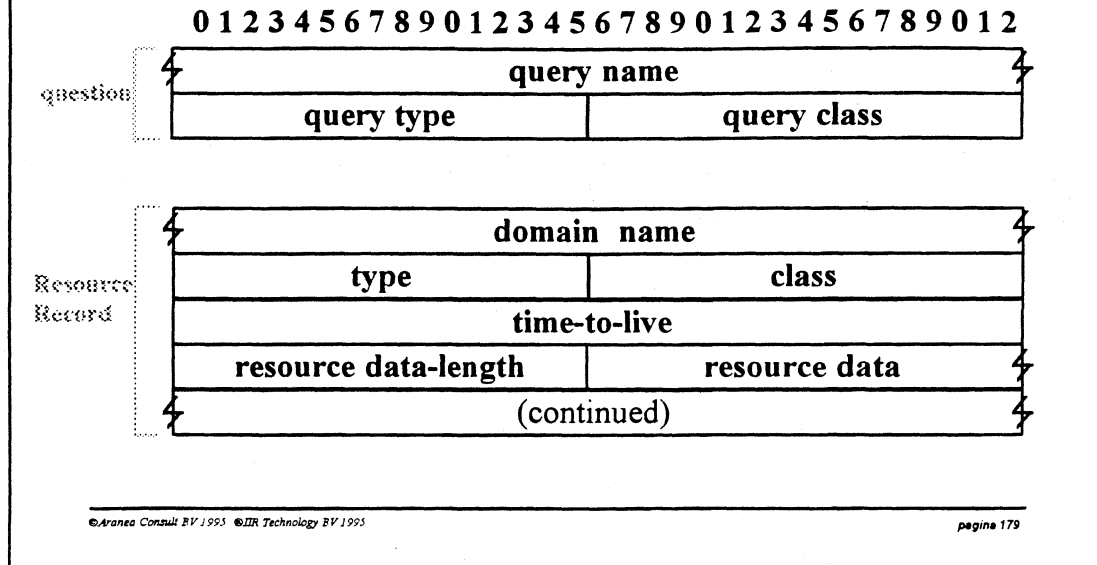 0 1 2 3 4 5 6 7 8 9 0 1 2 3 4 5 6 7 8 9 0 1 2 3 4 5 6 7 8 9 0 1 2
query name
question
query type query class
domain name
type class
Resource
Record
time-to-live
resource data-length resource data
(continued)
©Aranea Consult BV 1995 ©IIR Technology BV 1995
pagina 179